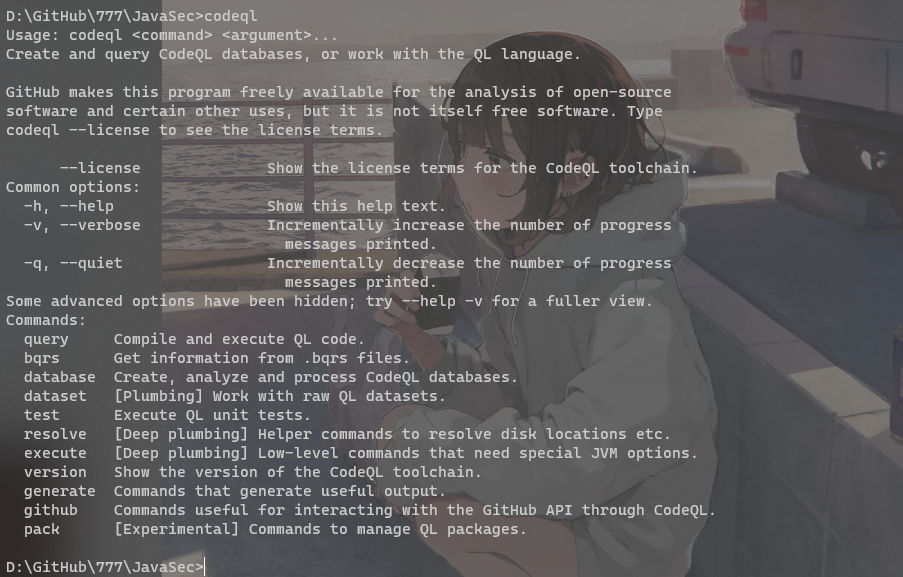 D:\GitHub\777\JavaSec>codeql
Usage: codeql <command> <argument>...
Create and query CodeQL databases, or work with the QL language.
GitHub makes this program freely available for the analysis of open-source
software and certain other uses, but it is not itself free software. Type
codeql --license to see the license terms.
--license Show the license terms for the CodeQL toolchain.
Common options:
-h, --help Show this help text.
-v, --verbose Incrementally increase the number of progress
messages printed.
-q, --quiet Incrementally decrease the number of progress
messages printed.
Some advanced options have been hidden; try --help -v for a fuller view.
Commands:
query Compile and execute QL code.
bqrs Get information from .bqrs files.
database Create, analyze and process CodeQL databases.
dataset [Plumbing] Work with raw QL datasets.
test Execute QL unit tests.
resolve [Deep plumbing] Helper commands to resolve disk locations etc.
execute [Deep plumbing] Low-level commands that need special JVM options.
version Show the version of the CodeQL toolchain.
generate Commands that generate useful output.
github Commands useful for interacting with the GitHub API through CodeQL.
pack [Experimental] Commands to manage QL packages.
D:\GitHub\777\JavaSec>